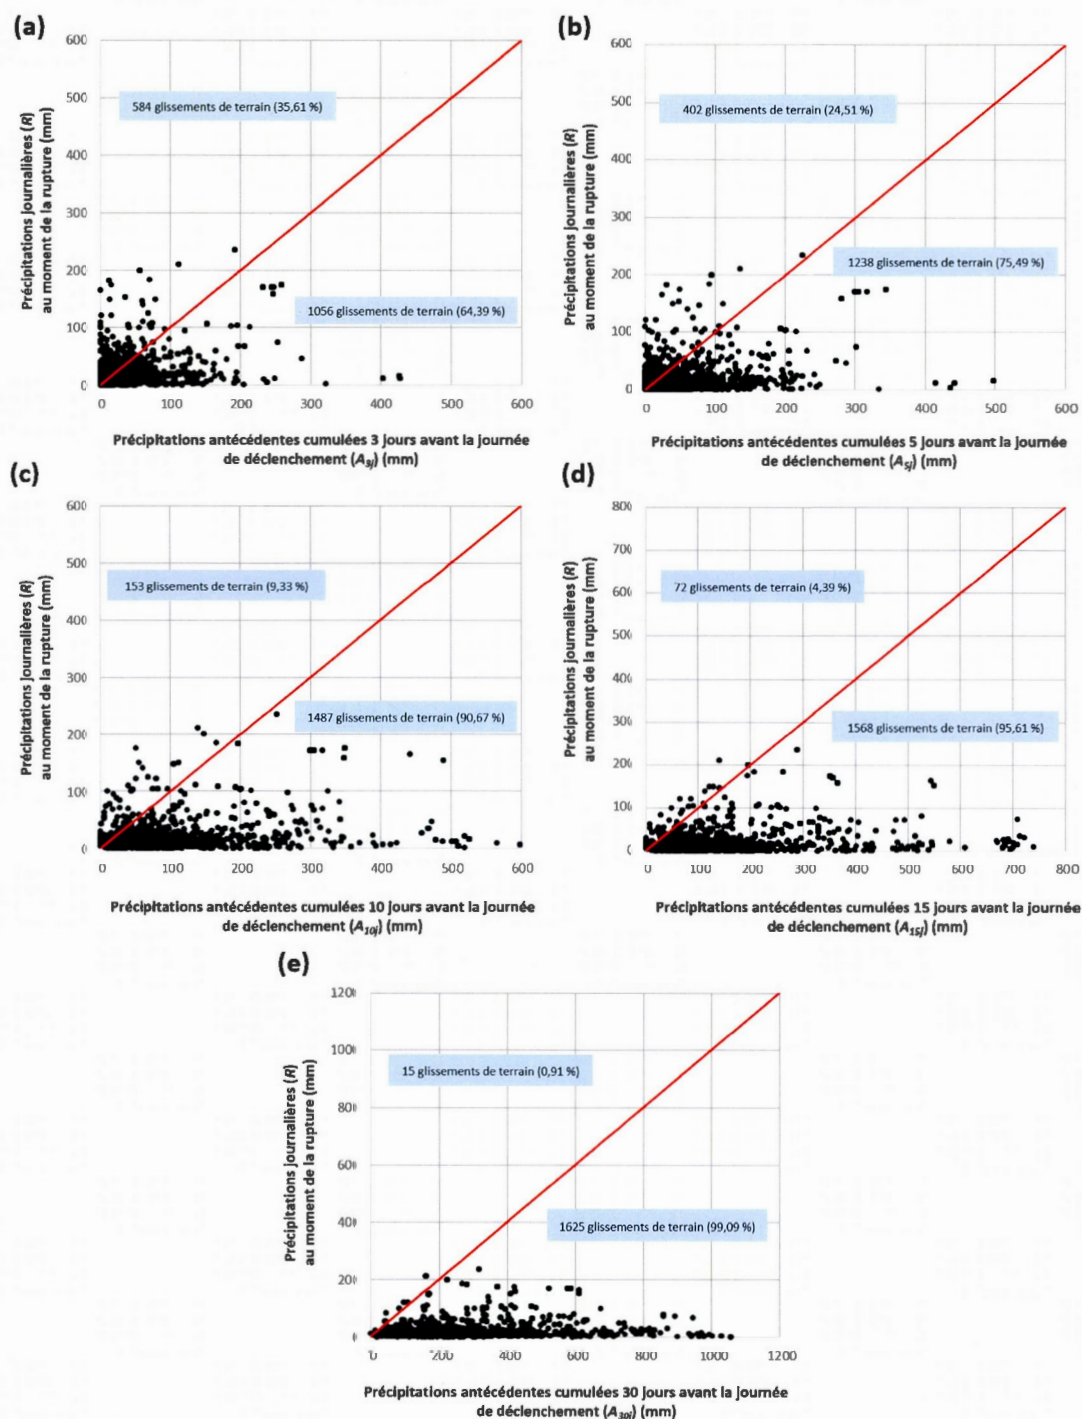 (a)
600
500
400
300
200
100
0
0 100 200 300 400 500 600
584 glissements de terrain (35,61 %)
1056 glissements de terrain (64,39 %)
Précipitations journalières (R)
au moment de la rupture (mm)
Précipitations antécédentes cumulées 3 jours avant la journée
de déclenchement (A3j) (mm)
(b)
600
500
400
300
200
100
0
0 100 200 300 400 500 600
402 glissements de terrain (24,51 %)
1238 glissements de terrain (75,49 %)
Précipitations journalières (R)
au moment de la rupture (mm)
Précipitations antécédentes cumulées 5 jours avant la journée
de déclenchement (A5j) (mm)
(c)
600
500
400
300
200
100
0
0 100 200 300 400 500 600
153 glissements de terrain (9,33 %)
1487 glissements de terrain (90,67 %)
Précipitations journalières (R)
au moment de la rupture (mm)
Précipitations antécédentes cumulées 10 jours avant la journée
de déclenchement (A10j) (mm)
(d)
800
700
600
500
400
300
200
100
0
0 100 200 300 400 500 600 700 800
72 glissements de terrain (4,39 %)
1568 glissements de terrain (95,61 %)
Précipitations journalières (R)
au moment de la rupture (mm)
Précipitations antécédentes cumulées 15 jours avant la journée
de déclenchement (A15j) (mm)
(e)
0 200 400 600 800 1000 1200
15 glissements de terrain (0,91 %)
1625 glissements de terrain (99,09 %)
Précipitations journalières (R)
au moment de la rupture (mm)
Précipitations antécédentes cumulées 30 jours avant la journée
de déclenchement (A30j) (mm)